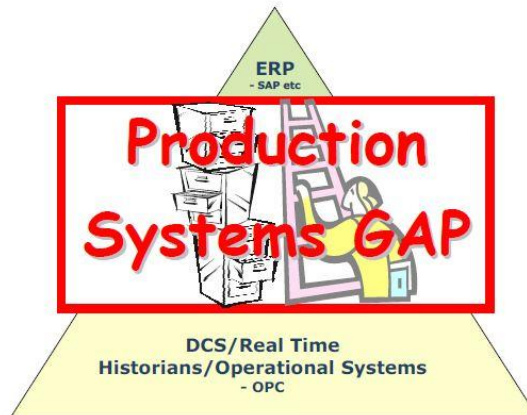 ERP
- SAP etc
Production
Systems GAP
DCS/Real Time
Historians/Operational Systems
- OPC